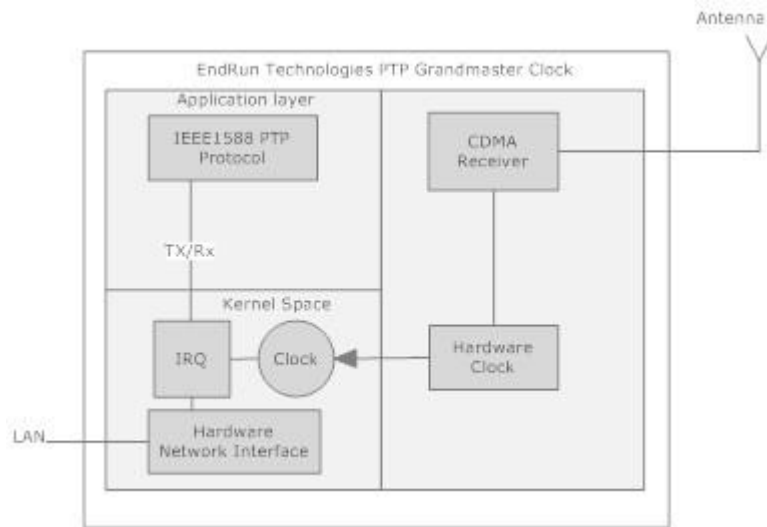 Antenna
EndRun Technologies PTP Grandmaster Clock
Application layer
IEEE1588 PTP
Protocol
CDMA
Receiver
TX/Rx
Kernel Space
IRQ
Clock
Hardware
Clock
LAN
Hardware
Network Interface